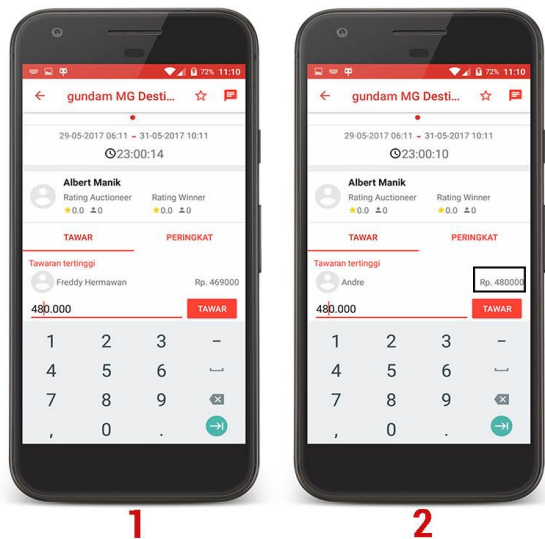 72% 11:10
gundam MG Desti...
29-05-2017 06:11 - 31-05-2017 10:11
23:00:14
Albert Manik
Rating Auctioneer
Rating Winner
0.0 0
0.0 0
TAWAR
PERINGKAT
Tawaran tertinggi
Freddy Hermawan
Rp. 469000
480.000
TAWAR
1 2 3 -
4 5 6
7 8 9
, 0 .
1
72% 11:10
gundam MG Desti...
29-05-2017 06:11 - 31-05-2017 10:11
23:00:10
Albert Manik
Rating Auctioneer
Rating Winner
0.0 0
0.0 0
TAWAR
PERINGKAT
Tawaran tertinggi
Andre
Rp. 480000
480.000
TAWAR
1 2 3 -
4 5 6
7 8 9
, 0 .
2